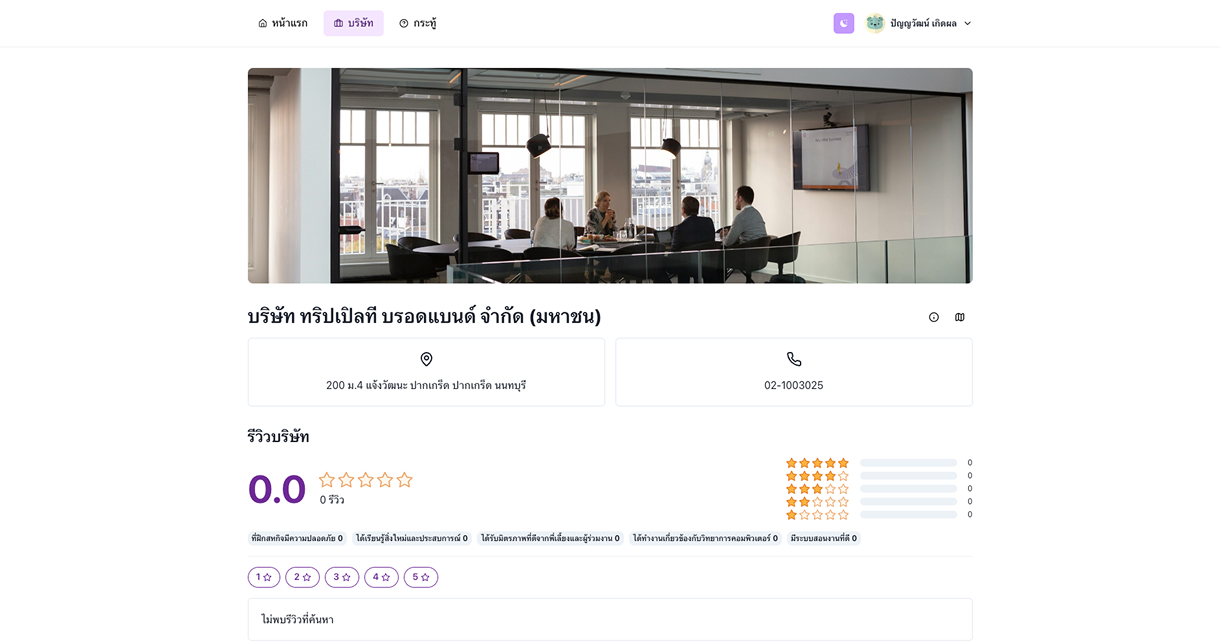 หน้าแรก
บริษัท
กระทู้
ปัญญวัฒน์ เกิดผล
บริษัท ทริปเปิลที บรอดแบนด์ จำกัด (มหาชน)
200 ม.4 แจ้งวัฒนะ ปากเกร็ด ปากเกร็ด นนทบุรี
02-1003025
รีวิวบริษัท
0.0
0 รีวิว
0
0
0
0
0
ที่ฝึกสหกิจมีความปลอดภัย 0
ได้เรียนรู้สิ่งใหม่และประสบการณ์ 0
ได้รับมิตรภาพที่ดีจากพี่เลี้ยงและผู้ร่วมงาน 0
ได้ทำงานเกี่ยวข้องกับวิทยาการคอมพิวเตอร์ 0
มีระบบสอนงานที่ดี 0
1
2
3
4
5
ไม่พบรีวิวที่ค้นหา